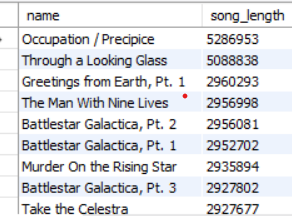 name song_length
Occupation / Precipice 5286953
Through a Looking Glass 5088838
Greetings from Earth, Pt. 1 2960293
The Man With Nine Lives 2956998
Battlestar Galactica, Pt. 2 2956081
Battlestar Galactica, Pt. 1 2952702
Murder On the Rising Star 2935894
Battlestar Galactica, Pt. 3 2927802
Take the Celestra 2927677